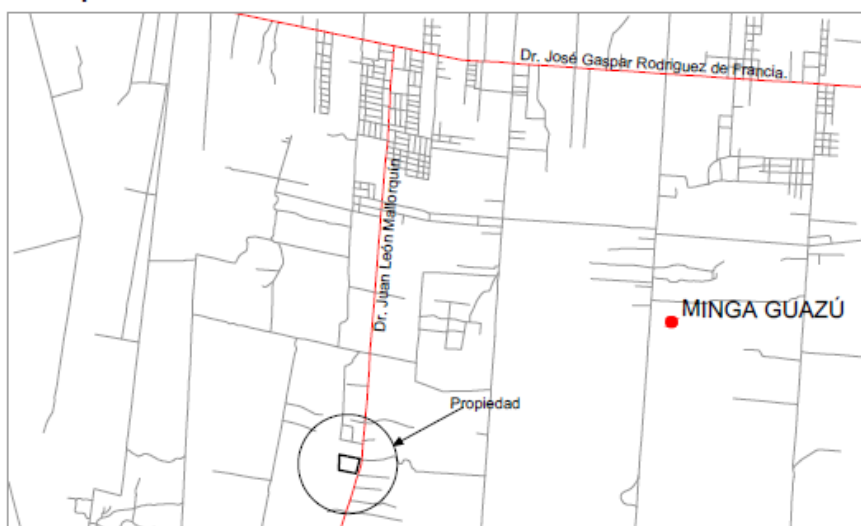 Dr. José Gaspar Rodriguez de Francia.
Dr. Juan León Mallorquín
MINGA GUAZÚ
Propiedad